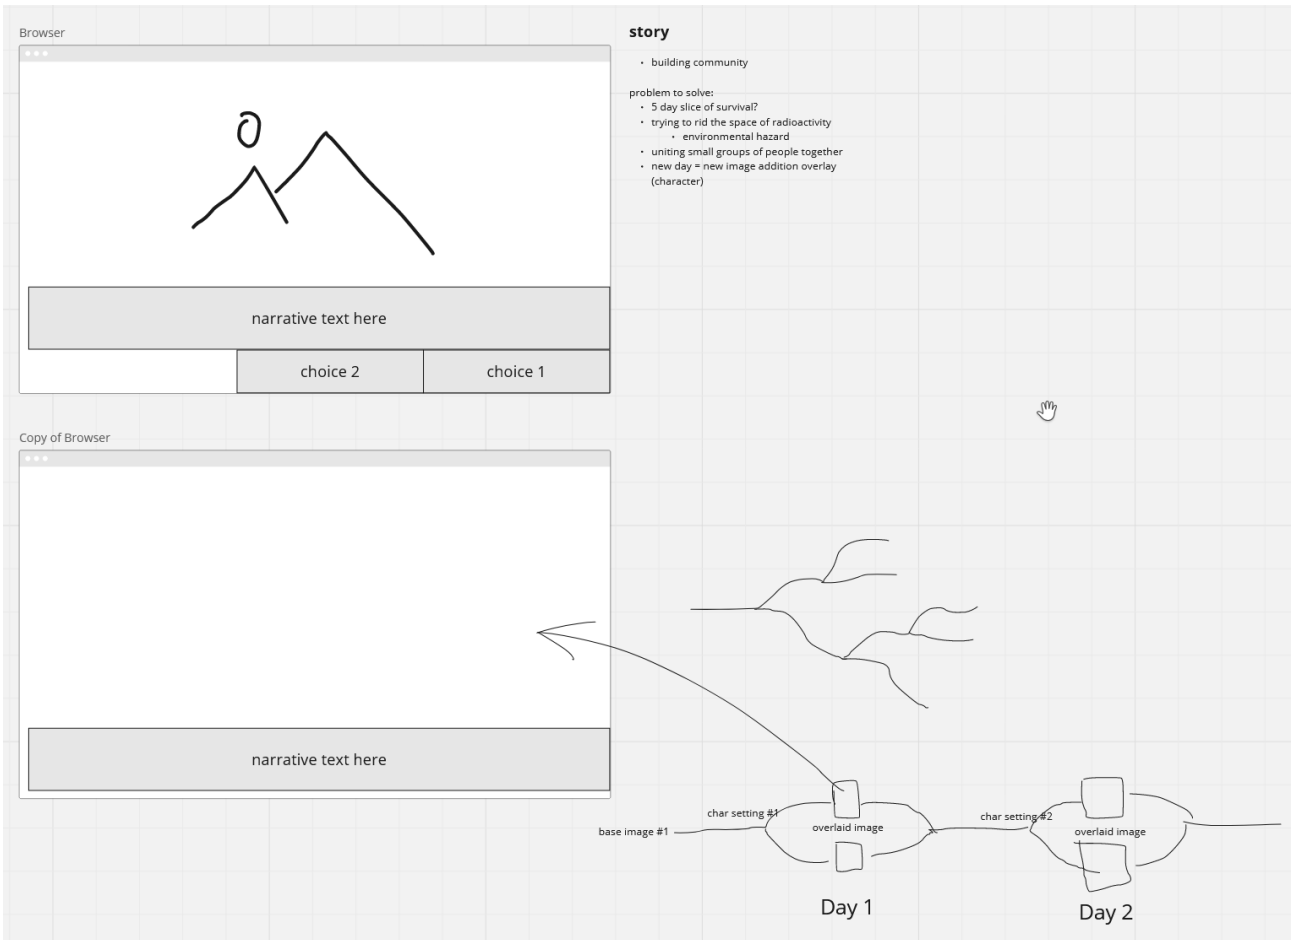 Browser
narrative text here
choice 2
choice 1
story
building community
problem to solve:
5 day slice of survival?
trying to rid the space of radioactivity
environmental hazard
uniting small groups of people together
new day = new image addition overlay
(character)
Copy of Browser
narrative text here
base image #1
char setting #1
overlaid image
Day 1
char setting #2
overlaid image
Day 2